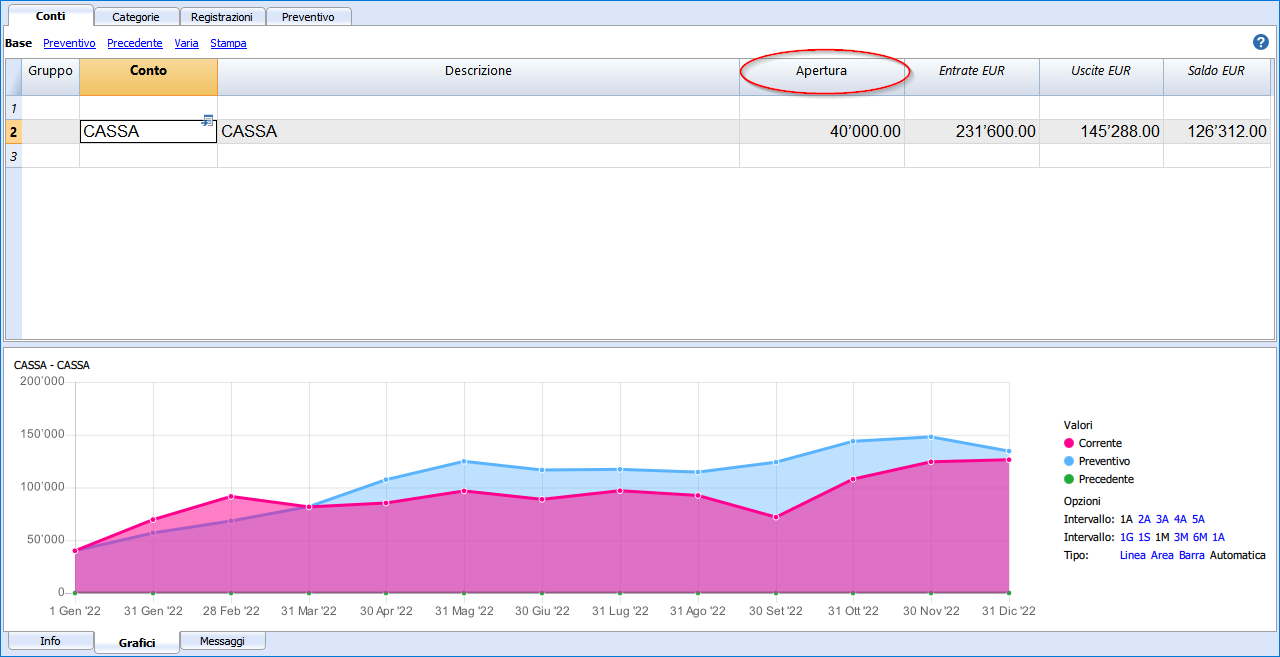 Conti Categorie Registrazioni Preventivo
Base Preventivo Precedente Varia Stampa ?
Gruppo Conto Descrizione Apertura Entrate EUR Uscite EUR Saldo EUR
1
2 CASSA CASSA 40’000.00 231’600.00 145’288.00 126’312.00
3
CASSA - CASSA
200’000
150’000
100’000
50’000
0
1 Gen '22 31 Gen '22 28 Feb '22 31 Mar '22 30 Apr '22 31 Mag '22 30 Giu '22 31 Lug '22 31 Ago '22 30 Set '22 31 Ott '22 30 Nov '22 31 Dic '22
Valori
Corrente
Preventivo
Precedente
Opzioni
Intervallo: 1A 2A 3A 4A 5A
Intervallo: 1G 1S 1M 3M 6M 1A
Tipo: Linea Area Barra Automatica
Info Grafici Messaggi